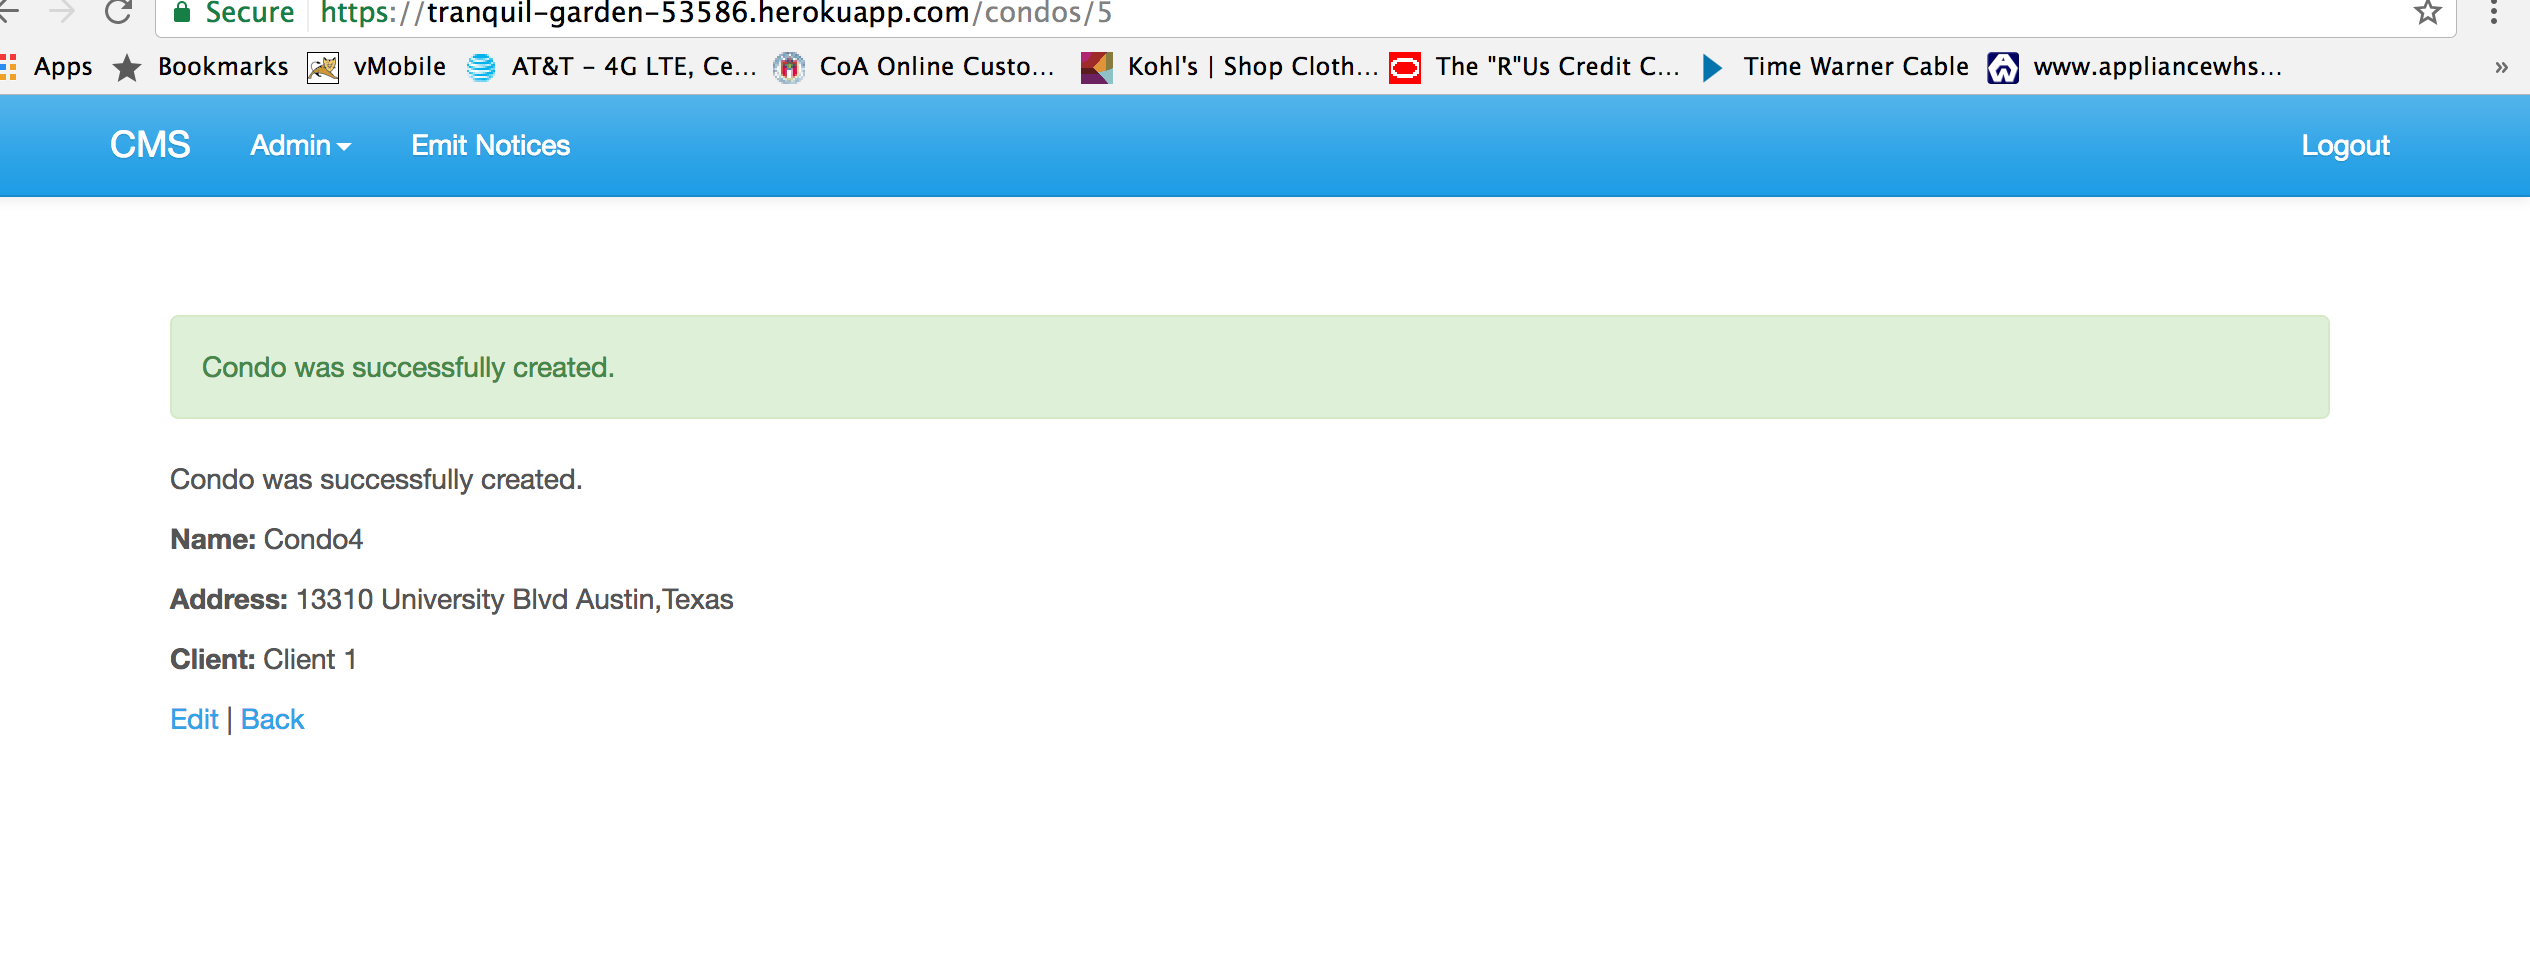 Secure https://tranquil-garden-53586.herokuapp.com/condos/5
Apps Bookmarks vMobile AT&T - 4G LTE, Ce... CoA Online Custo... Kohl's | Shop Cloth... The "R"Us Credit C... Time Warner Cable www.appliancewhs... »
CMS Admin Emit Notices Logout
Condo was successfully created.
Condo was successfully created.
Name: Condo4
Address: 13310 University Blvd Austin,Texas
Client: Client 1
Edit | Back